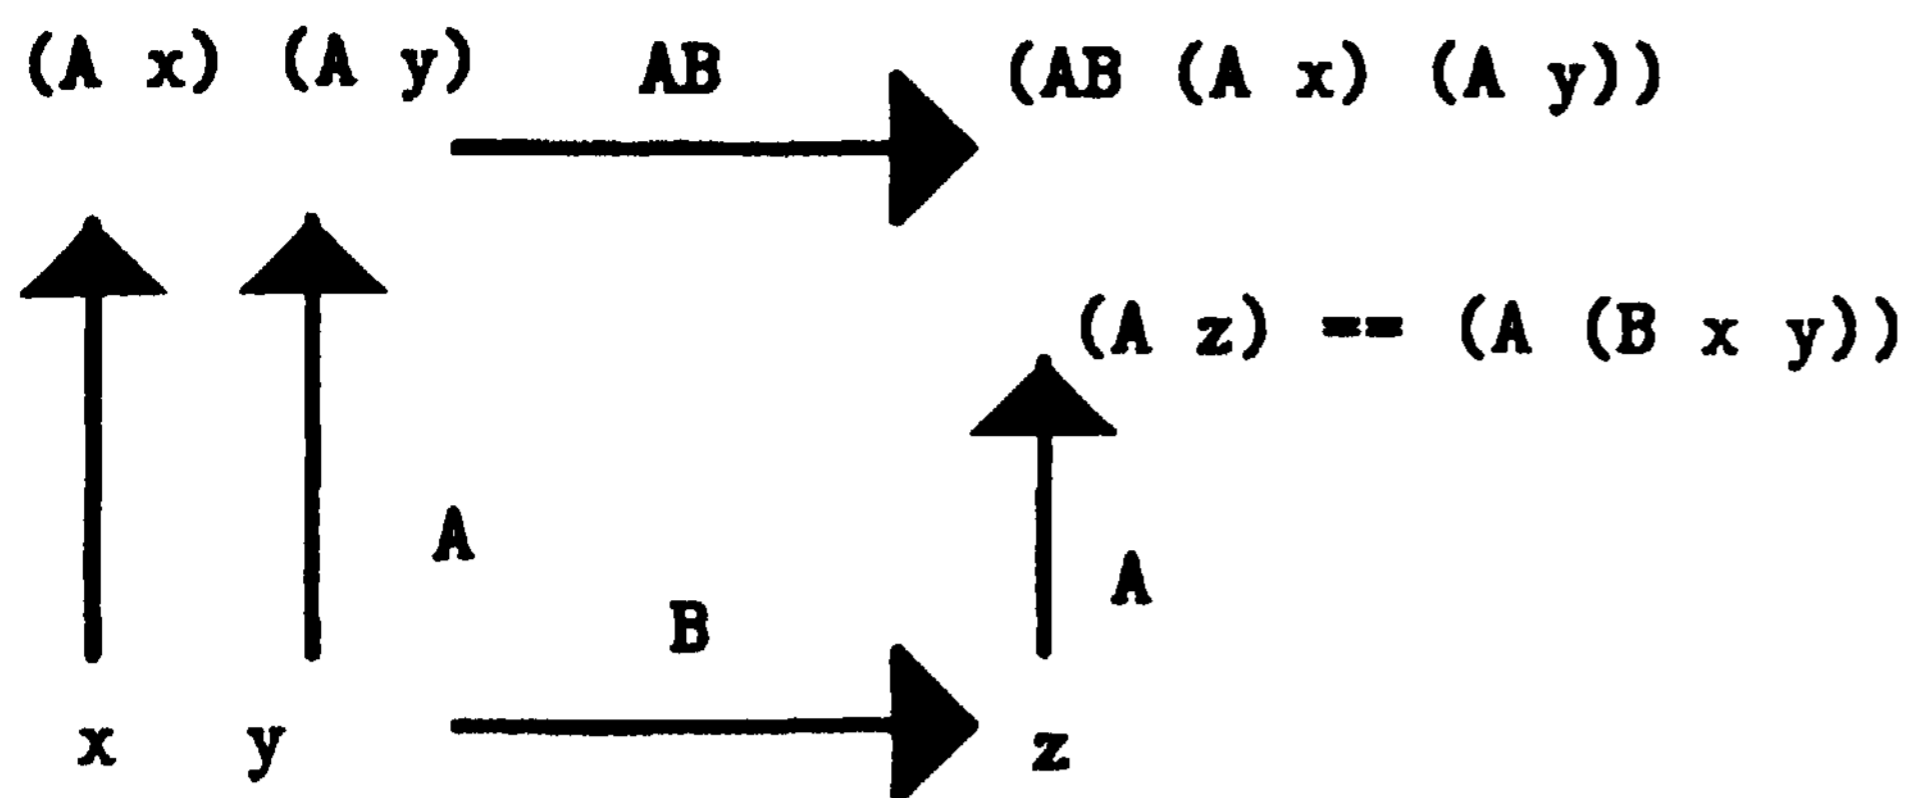 (A x) (A y) AB (AB (A x) (A y))
(A z) == (A (B x y))
A A
B
x y z